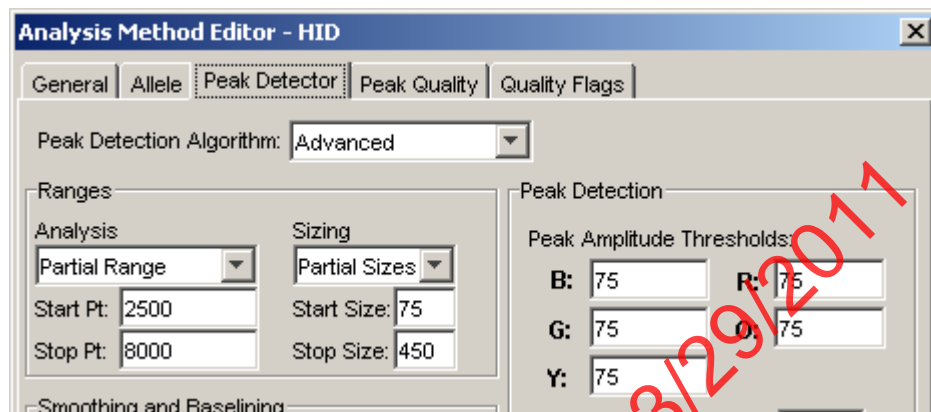 Analysis Method Editor - HID
General Allele Peak Detector Peak Quality Quality Flags
Peak Detection Algorithm: Advanced
Ranges
Analysis Sizing
Partial Range Partial Sizes
Start Pt: 2500 Start Size: 75
Stop Pt: 8000 Stop Size: 450
Peak Detection
Peak Amplitude Thresholds:
B: 75 R: 75
G: 75 O: 75
Y: 75
Smoothing and Baselining
3/29/2011